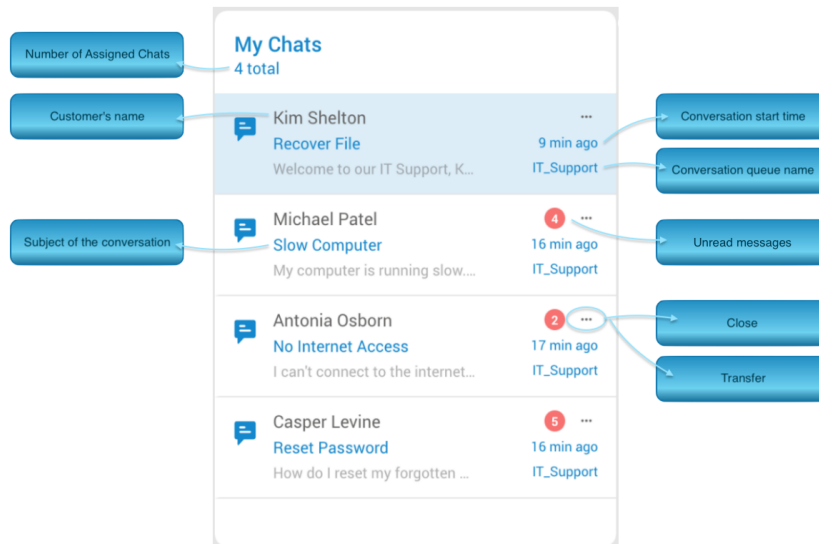 My Chats
Number of Assigned Chats
4 total
Customer's name
Kim Shelton
...
Conversation start time
Recover File
9 min ago
Welcome to our IT Support, K...
IT_Support
Conversation queue name
Michael Patel
4
...
Subject of the conversation
Slow Computer
16 min ago
Unread messages
My computer is running slow....
IT_Support
Antonia Osborn
2
...
Close
No Internet Access
17 min ago
I can't connect to the internet...
IT_Support
Transfer
Casper Levine
5
...
Reset Password
16 min ago
How do I reset my forgotten ...
IT_Support